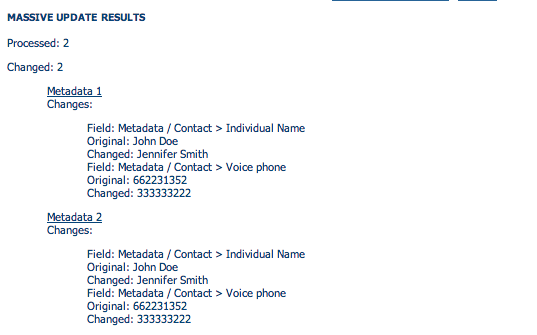 MASSIVE UPDATE RESULTS
Processed: 2
Changed: 2
Metadata 1
Changes:
Field: Metadata / Contact > Individual Name
Original: John Doe
Changed: Jennifer Smith
Field: Metadata / Contact > Voice phone
Original: 662231352
Changed: 333333222
Metadata 2
Changes:
Field: Metadata / Contact > Individual Name
Original: John Doe
Changed: Jennifer Smith
Field: Metadata / Contact > Voice phone
Original: 662231352
Changed: 333333222